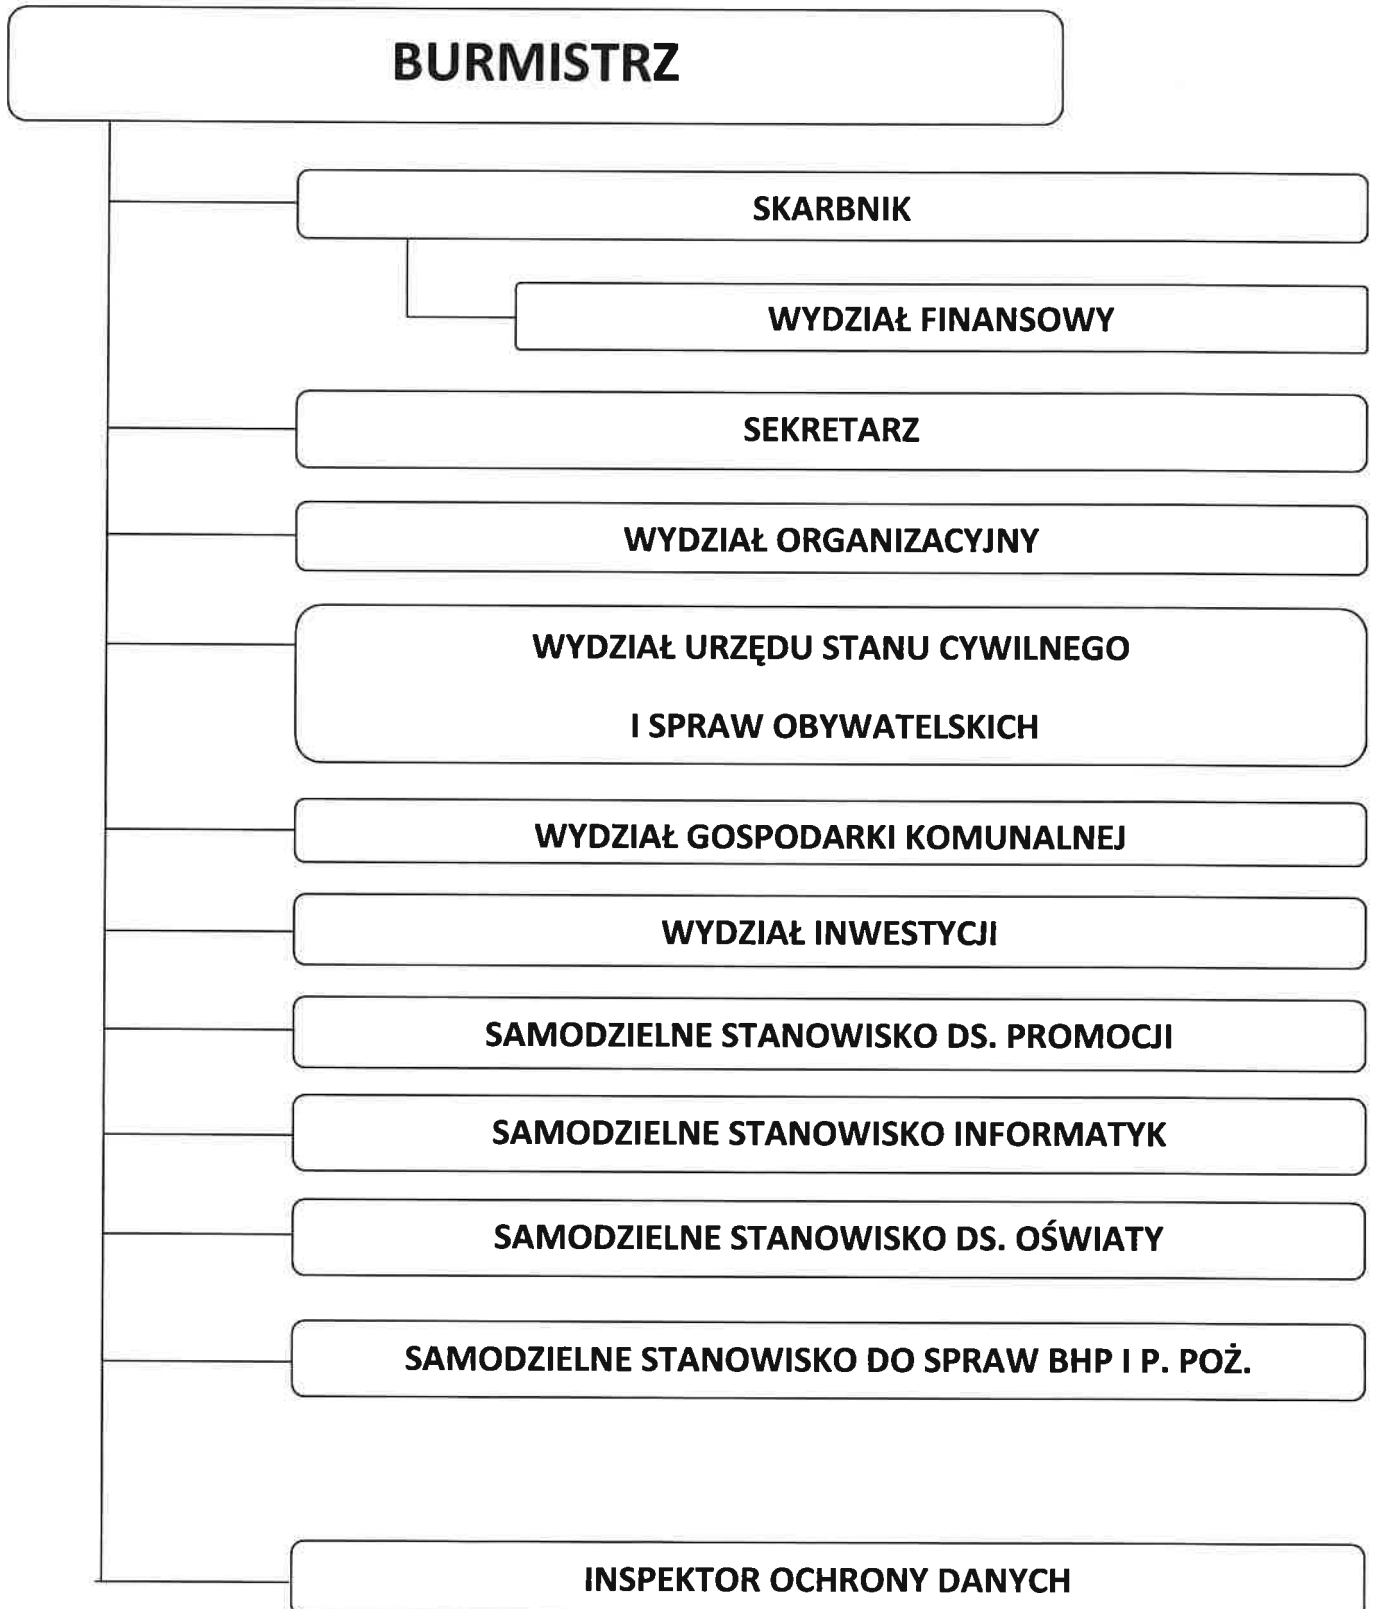 BURMISTRZ
SKARBNIK
WYDZIAŁ FINANSOWY
SEKRETARZ
WYDZIAŁ ORGANIZACYJNY
WYDZIAŁ URZĘDU STANU CYWILNEGO
I SPRAW OBYWATELSKICH
WYDZIAŁ GOSPODARKI KOMUNALNEJ
WYDZIAŁ INWESTYCJI
SAMODZIELNE STANOWISKO DS. PROMOCJI
SAMODZIELNE STANOWISKO INFORMATYK
SAMODZIELNE STANOWISKO DS. OŚWIATY
SAMODZIELNE STANOWISKO DO SPRAW BHP I P. POŻ.
INSPEKTOR OCHRONY DANYCH